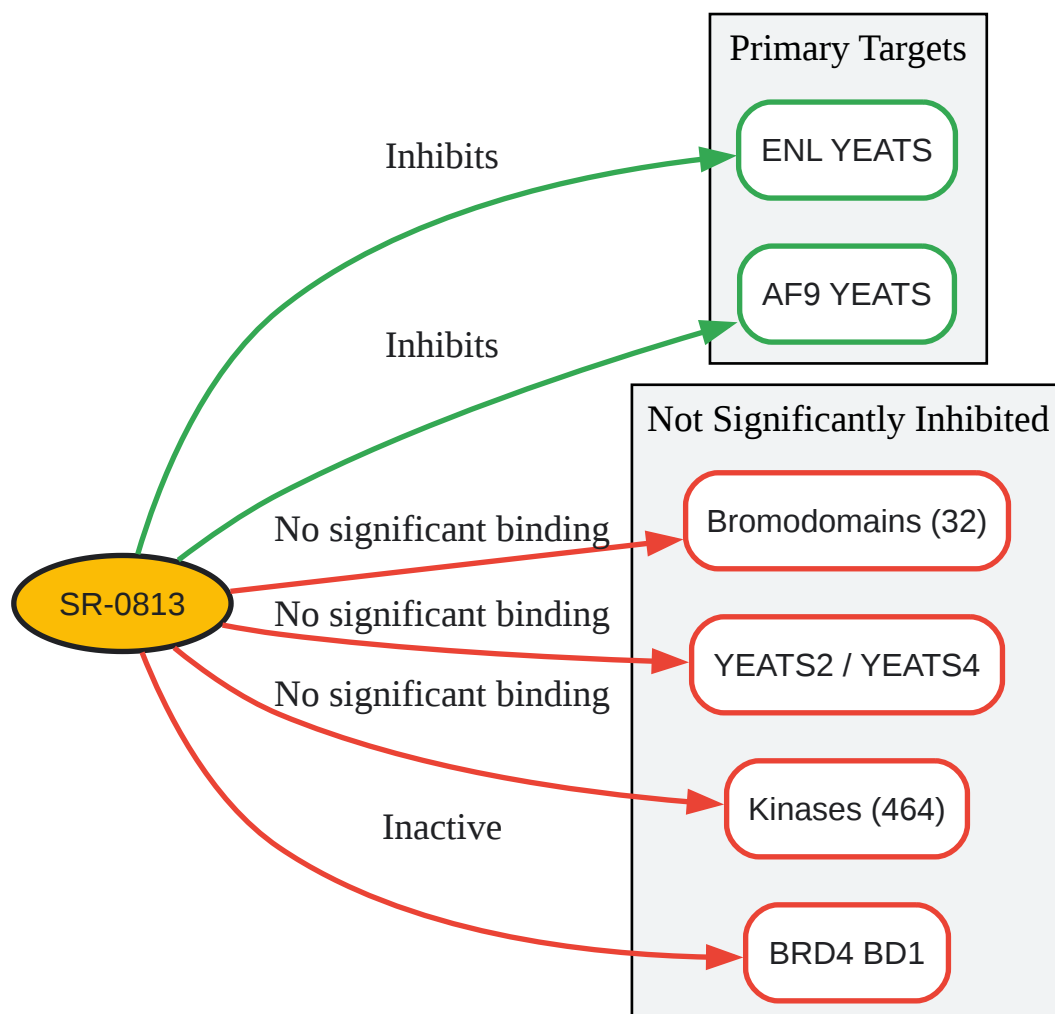 Primary Targets
ENL YEATS
Inhibits
AF9 YEATS
Inhibits
Not Significantly Inhibited
Bromodomains (32)
No significant binding
SR-0813
No significant binding
YEATS2 / YEATS4
No significant binding
Kinases (464)
Inactive
BRD4 BD1